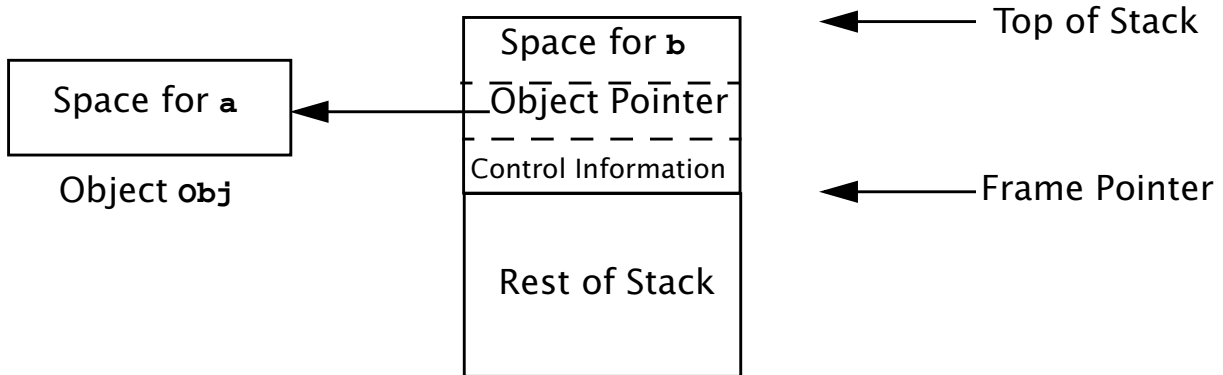 Top of Stack
Space for b
Space for a
Object Pointer
Control Information
Object Obj
Frame Pointer
Rest of Stack